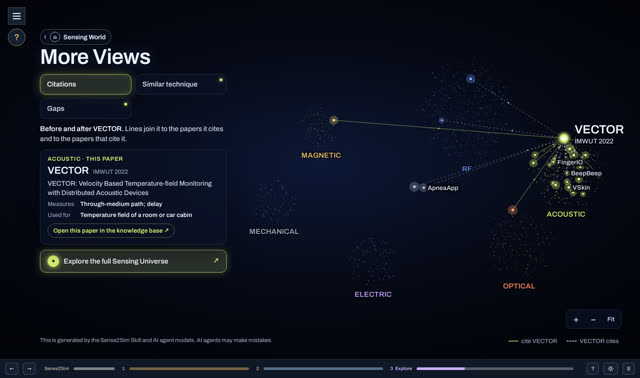 ?
‹ Sensing World
More Views
Citations
Similar technique
Gaps
Before and after VECTOR. Lines join it to the papers it cites
and to papers that cite it.
ACOUSTIC · THIS PAPER
VECTOR IMWUT 2022
VECTOR: Velocity Based Temperature-field Monitoring
with Distributed Acoustic Devices
Measures Through-medium path; delay
Used for Temperature field of a room or car cabin
Open this paper in the knowledge base ↗
Explore the full Sensing Universe ↗
VECTOR
IMWUT 2022
FingerIO
BeepBeep
VSkin
ApneaApp
MAGNETIC
RF
MECHANICAL
ACOUSTIC
ELECTRIC
OPTICAL
+ − Fit
This is generated by the Sense2Sim Skill and AI agent models. AI agents may make mistakes.
cite VECTOR
VECTOR cites
← → Sense2Sim 1 2 3 Explore ?